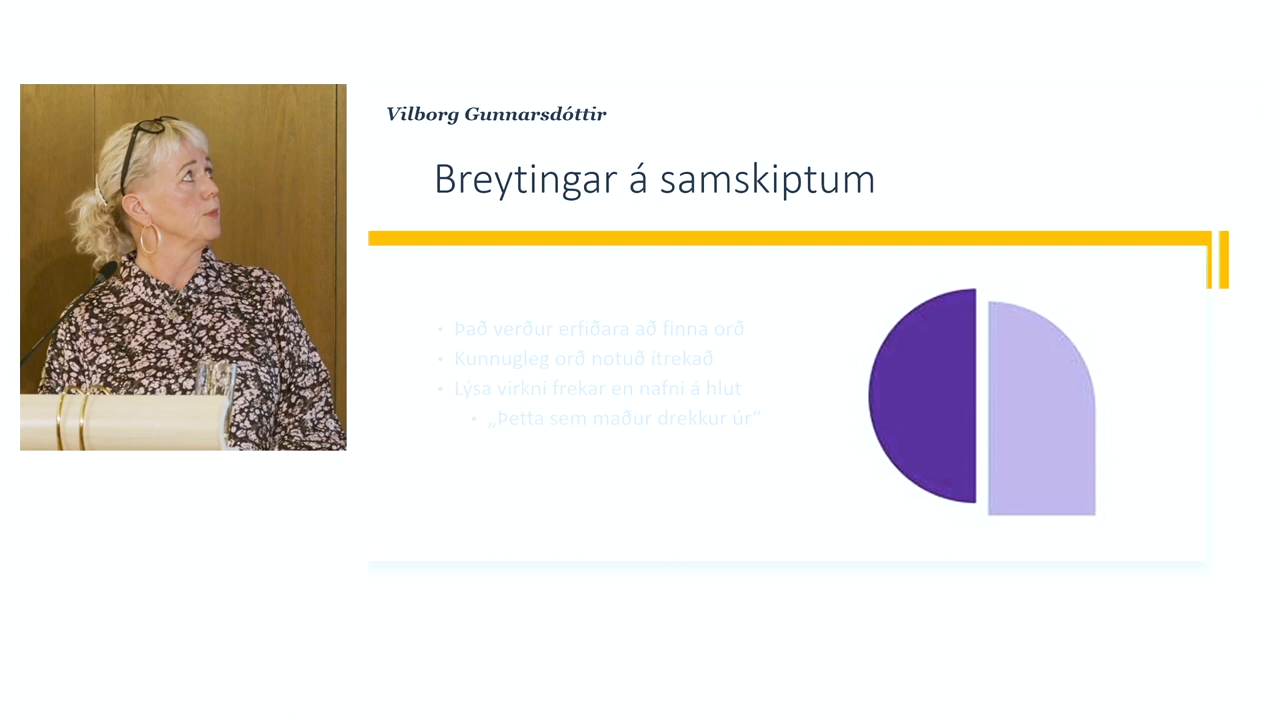 Vilborg Gunnarsdóttir
Breytingar á samskiptum
• Það verður erfiðara að finna orð
• Kunnugleg orð notuð ítrekað
• Lýsa virkni frekar en nafni á hlut
• „Þetta sem maður drekkur úr“